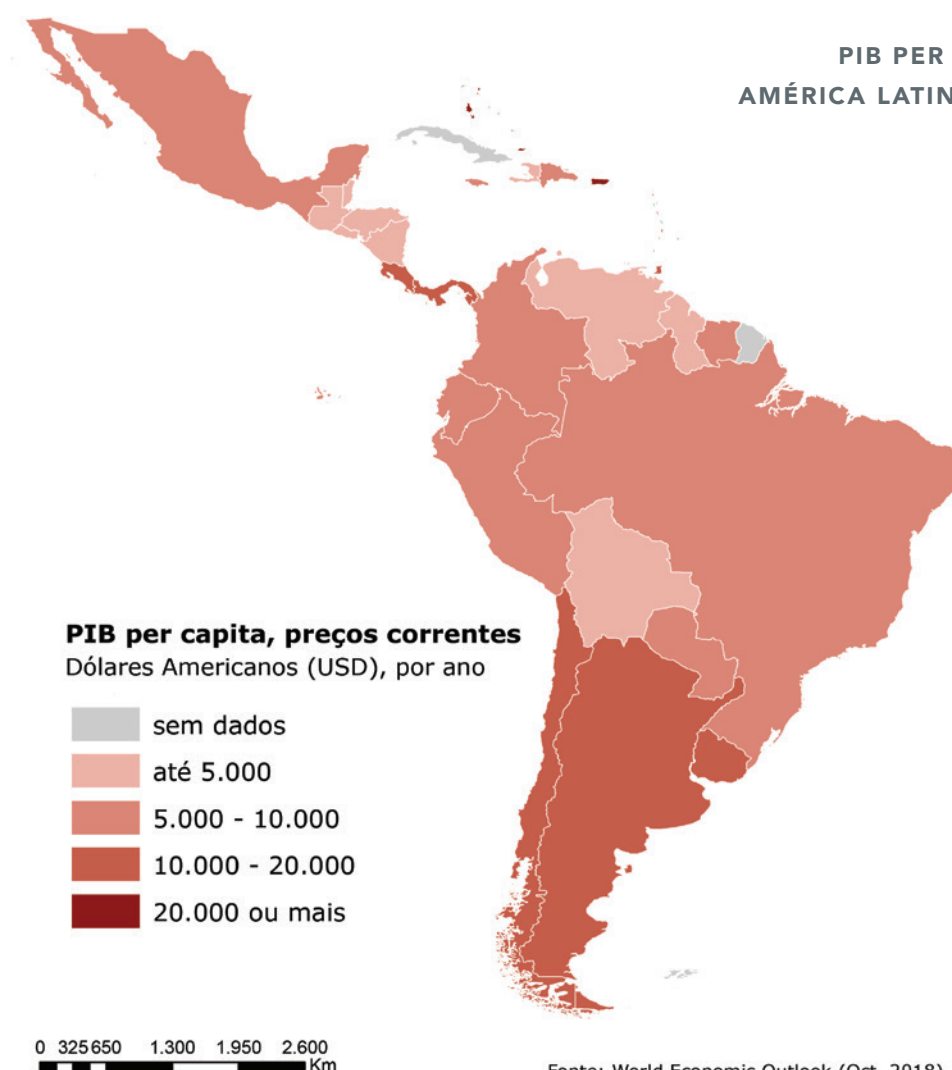 PIB PER
AMÉRICA LATIN
PIB per capita, preços correntes
Dólares Americanos (USD), por ano
sem dados
até 5.000
5.000 - 10.000
10.000 - 20.000
20.000 ou mais
0 325 650 1.300 1.950 2.600
Km
Fonte: World Economic Outlook (Oct, 2018)